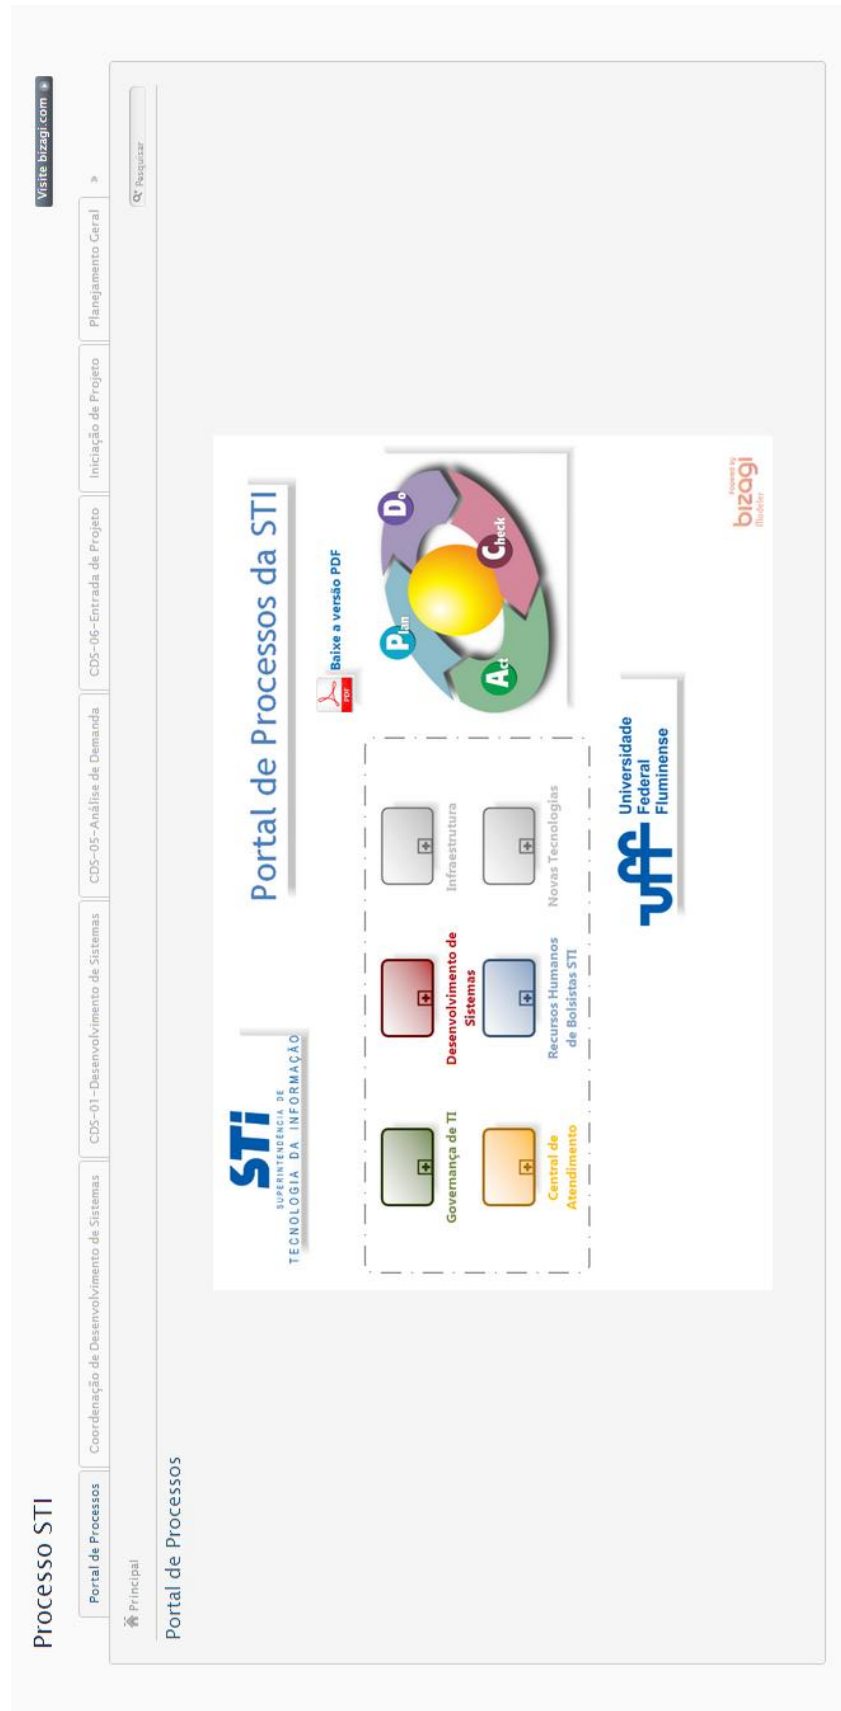 Processo STI
Visite bizagi.com
Portal de Processos
Coordenação de Desenvolvimento de Sistemas
CDS-01-Desenvolvimento de Sistemas
CDS-05-Análise de Demanda
CDS-06-Entrada de Projeto
Iniciação de Projeto
Planejamento Geral
»
Principal
Pesquisar
Portal de Processos
STi
SUPERINTENDÊNCIA DE
TECNOLOGIA DA INFORMAÇÃO
Portal de Processos da STI
PDF
Baixe a versão PDF
Governança de TI
Desenvolvimento de
Sistemas
Infraestrutura
Central de
Atendimento
Recursos Humanos
de Bolsistas STI
Novas Tecnologias
Plan
Do
Check
Act
uff
Universidade
Federal
Fluminense
Powered by
bizagi
Modeler